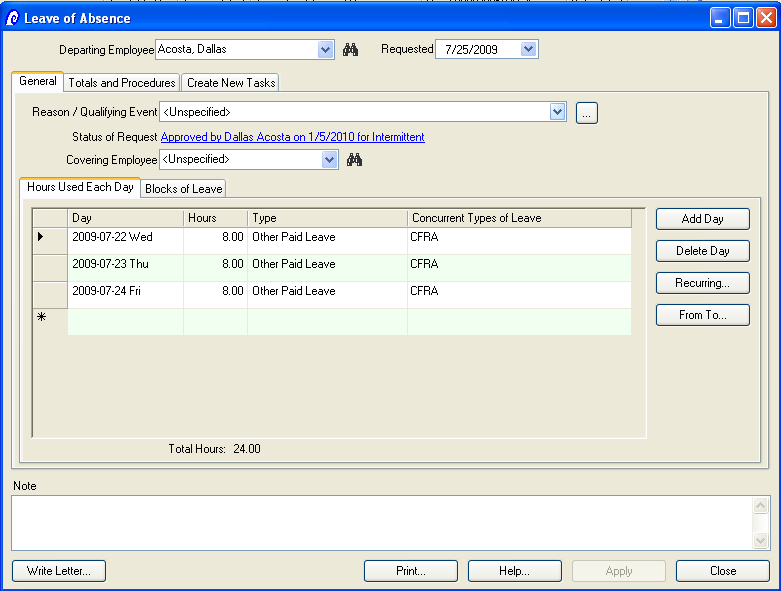 Leave of Absence
Departing Employee Acosta, Dallas Requested 7/25/2009
General Totals and Procedures Create New Tasks
Reason / Qualifying Event <Unspecified> ...
Status of Request Approved by Dallas Acosta on 1/5/2010 for Intermittent
Covering Employee <Unspecified>
Hours Used Each Day Blocks of Leave
Day Hours Type Concurrent Types of Leave Add Day
2009-07-22 Wed 8.00 Other Paid Leave CFRA
Delete Day
2009-07-23 Thu 8.00 Other Paid Leave CFRA
Recurring...
2009-07-24 Fri 8.00 Other Paid Leave CFRA
From To...
Total Hours: 24.00
Note
Write Letter... Print... Help... Apply Close